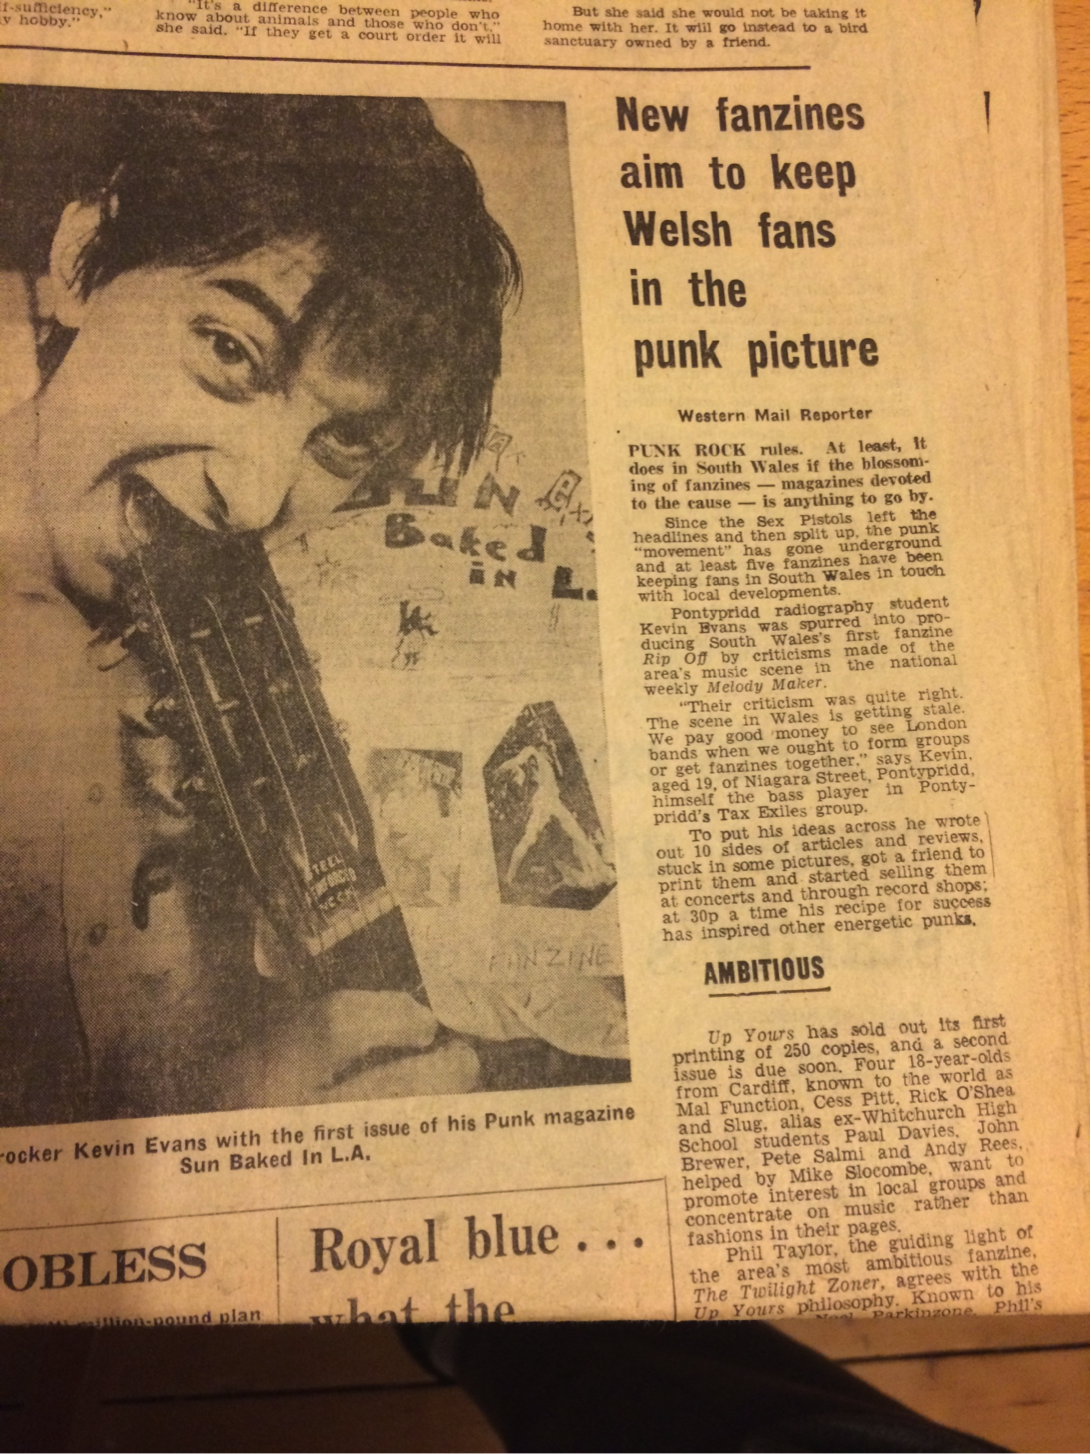 f-sufficiency,"
y hobby."
"It's a difference between people who
know about animals and those who don't,"
she said. "If they get a court order it will
But she said she would not be taking it
home with her. It will go instead to a bird
sanctuary owned by a friend.
New fanzines
aim to keep
Welsh fans
in the
punk picture
Western Mail Reporter
PUNK ROCK rules. At least, it
does in South Wales if the blossom-
ing of fanzines — magazines devoted
to the cause — is anything to go by.
Since the Sex Pistols left the
headlines and then split up, the punk
"movement" has gone underground
and at least five fanzines have been
keeping fans in South Wales in touch
with local developments.
Pontypridd radiography student
Kevin Evans was spurred into pro-
ducing South Wales's first fanzine
Rip Off by criticisms made of the
area's music scene in the national
weekly Melody Maker.
"Their criticism was quite right.
The scene in Wales is getting stale.
We pay good money to see London
bands when we ought to form groups
or get fanzines together," says Kevin,
aged 19, of Niagara Street, Pontypridd,
himself the bass player in Ponty-
pridd's Tax Exiles group.
To put his ideas across he wrote
out 10 sides of articles and reviews,
stuck in some pictures, got a friend to
print them and started selling them
at concerts and through record shops;
at 30p a time his recipe for success
has inspired other energetic punks.
AMBITIOUS
Up Yours has sold out its first
printing of 250 copies, and a second
issue is due soon. Four 18-year-olds
from Cardiff, known to the world as
Mal Function, Cess Pitt, Rick O'Shea
and Slug, alias ex-Whitchurch High
School students Paul Davies, John
Brewer, Pete Salmi and Andy Rees,
helped by Mike Slocombe, want to
promote interest in local groups and
concentrate on music rather than
fashions in their pages.
Phil Taylor, the guiding light of
the area's most ambitious fanzine,
The Twilight Zoner, agrees with the
Up Yours philosophy. Known to his
Parkinzone, Phil's
SUN
Baked
IN L.
STEEL
REINFORCED
NECK
FANZINE
rocker Kevin Evans with the first issue of his Punk magazine
Sun Baked In L.A.
OBLESS
million-pound plan
Royal blue . . .
what the